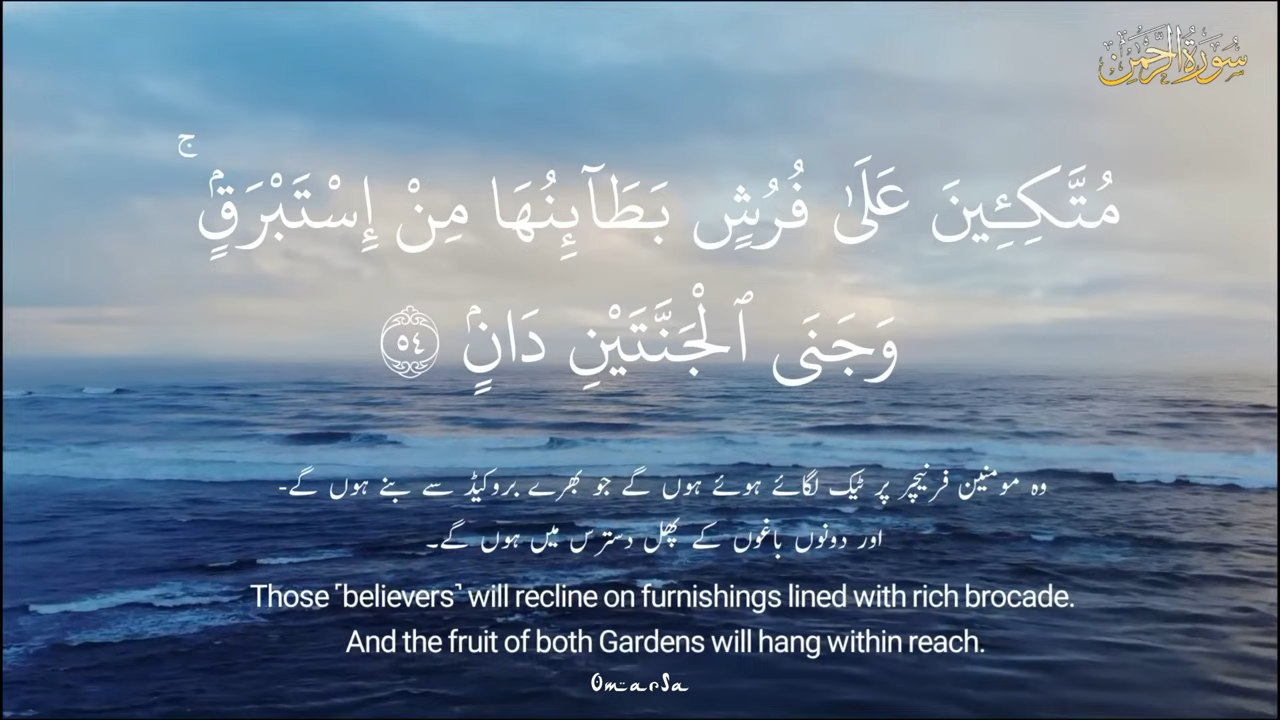 سُورَةُ الرَّحْمٰن
مُتَّكِـِٔينَ عَلَىٰ فُرُشٍۭ بَطَآئِنُهَا مِنْ إِسْتَبْرَقٍۢ ۚ
وَجَنَى ٱلْجَنَّتَيْنِ دَانٍۢ ٥٤
وہ مومنین فرنیچر پر ٹیک لگائے ہوئے ہوں گے جو بھرے بروکیڈ سے بنے ہوں گے-
اور دونوں باغوں کے پھل دسترس میں ہوں گے۔
Those ˹believers˺ will recline on furnishings lined with rich brocade.
And the fruit of both Gardens will hang within reach.
OmarSa